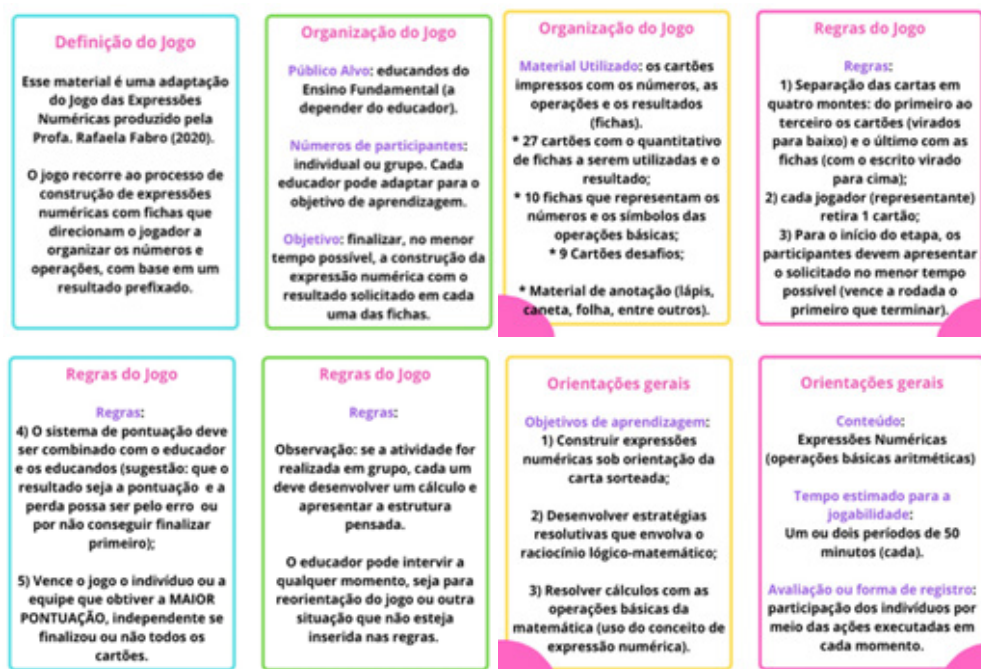 Definição do Jogo
Esse material é uma adaptação
do Jogo das Expressões
Numéricas produzido pela
Profa. Rafaela Fabro (2020).
O jogo recorre ao processo de
construção de expressões
numéricas com fichas que
direcionam o jogador a
organizar os números e
operações, com base em um
resultado prefixado.
Organização do Jogo
Público Alvo: educandos do
Ensino Fundamental (a
depender do educador).
Números de participantes:
individual ou grupo. Cada
educador pode adaptar para o
objetivo de aprendizagem.
Objetivo: finalizar, no menor
tempo possível, a construção da
expressão numérica com o
resultado solicitado em cada
uma das fichas.
Organização do Jogo
Material Utilizado: os cartões
impressos com os números, as
operações e os resultados
(fichas).
* 27 cartões com o quantitativo
de fichas a serem utilizadas e o
resultado;
* 10 fichas que representam os
números e os símbolos das
operações básicas;
* 9 Cartões desafios;
* Material de anotação (lápis,
caneta, folha, entre outros).
Regras do Jogo
Regras:
1) Separação das cartas em
quatro montes: do primeiro ao
terceiro os cartões (virados
para baixo) e o último com as
fichas (com o escrito virado
para cima);
2) cada jogador (representante)
retira 1 cartão;
3) Para o início do etapa, os
participantes devem apresentar
o solicitado no menor tempo
possível (vence a rodada o
primeiro que terminar).
Regras do Jogo
Regras:
4) O sistema de pontuação deve
ser combinado com o educador
e os educandos (sugestão: que o
resultado seja a pontuação e a
perda possa ser pelo erro ou
por não conseguir finalizar
primeiro);
5) Vence o jogo o indivíduo ou a
equipe que obtiver a MAIOR
PONTUAÇÃO, independente se
finalizou ou não todos os
cartões.
Regras do Jogo
Regras:
Observação: se a atividade for
realizada em grupo, cada um
deve desenvolver um cálculo e
apresentar a estrutura
pensada.
O educador pode intervir a
qualquer momento, seja para
reorientação do jogo ou outra
situação que não esteja
inserida nas regras.
Orientações gerais
Objetivos de aprendizagem:
1) Construir expressões
numéricas sob orientação da
carta sorteada;
2) Desenvolver estratégias
resolutivas que envolva o
raciocínio lógico-matemático;
3) Resolver cálculos com as
operações básicas da
matemática (uso do conceito de
expressão numérica).
Orientações gerais
Conteúdo:
Expressões Numéricas
(operações básicas aritméticas)
Tempo estimado para a
jogabilidade:
Um ou dois períodos de 50
minutos (cada).
Avaliação ou forma de registro:
participação dos indivíduos por
meio das ações executadas em
cada momento.